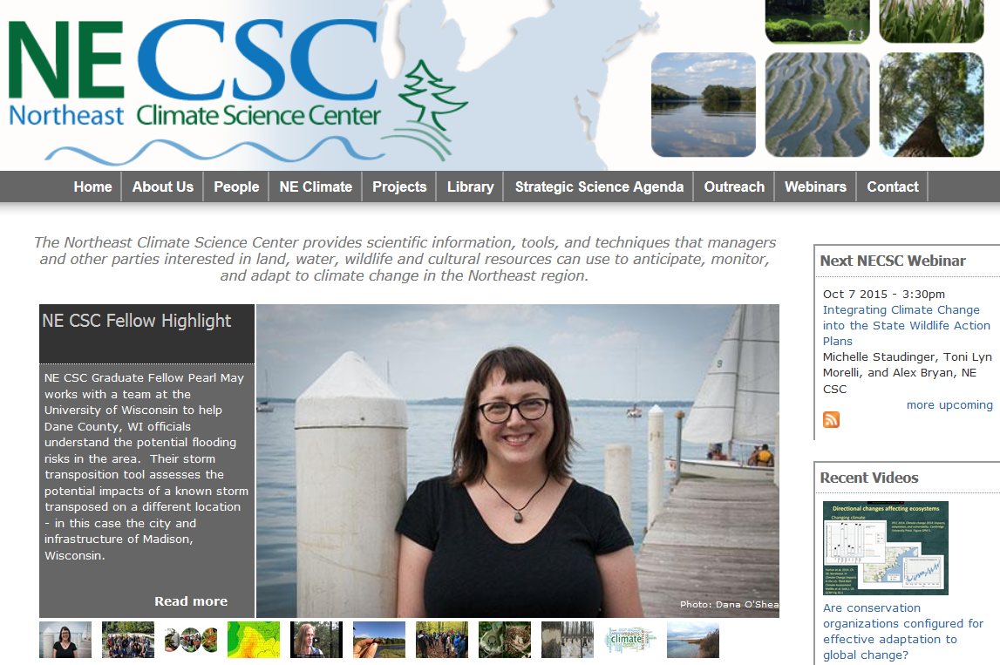 NE CSC
Northeast Climate Science Center
Home
About Us
People
NE Climate
Projects
Library
Strategic Science Agenda
Outreach
Webinars
Contact
The Northeast Climate Science Center provides scientific information, tools, and techniques that managers
and other parties interested in land, water, wildlife and cultural resources can use to anticipate, monitor,
and adapt to climate change in the Northeast region.
NE CSC Fellow Highlight
NE CSC Graduate Fellow Pearl May
works with a team at the
University of Wisconsin to help
Dane County, WI officials
understand the potential flooding
risks in the area. Their storm
transposition tool assesses the
potential impacts of a known storm
transposed on a different location
- in this case the city and
infrastructure of Madison,
Wisconsin.
Read more
9
Photo: Dana O'Shea
climate
Next NECSC Webinar
Oct 7 2015 - 3:30pm
Integrating Climate Change
into the State Wildlife Action
Plans
Michelle Staudinger, Toni Lyn
Morelli, and Alex Bryan, NE
CSC
more upcoming
Recent Videos
Directional changes affecting ecosystems
Changing climate
Are conservation
organizations configured for
effective adaptation to
global change?